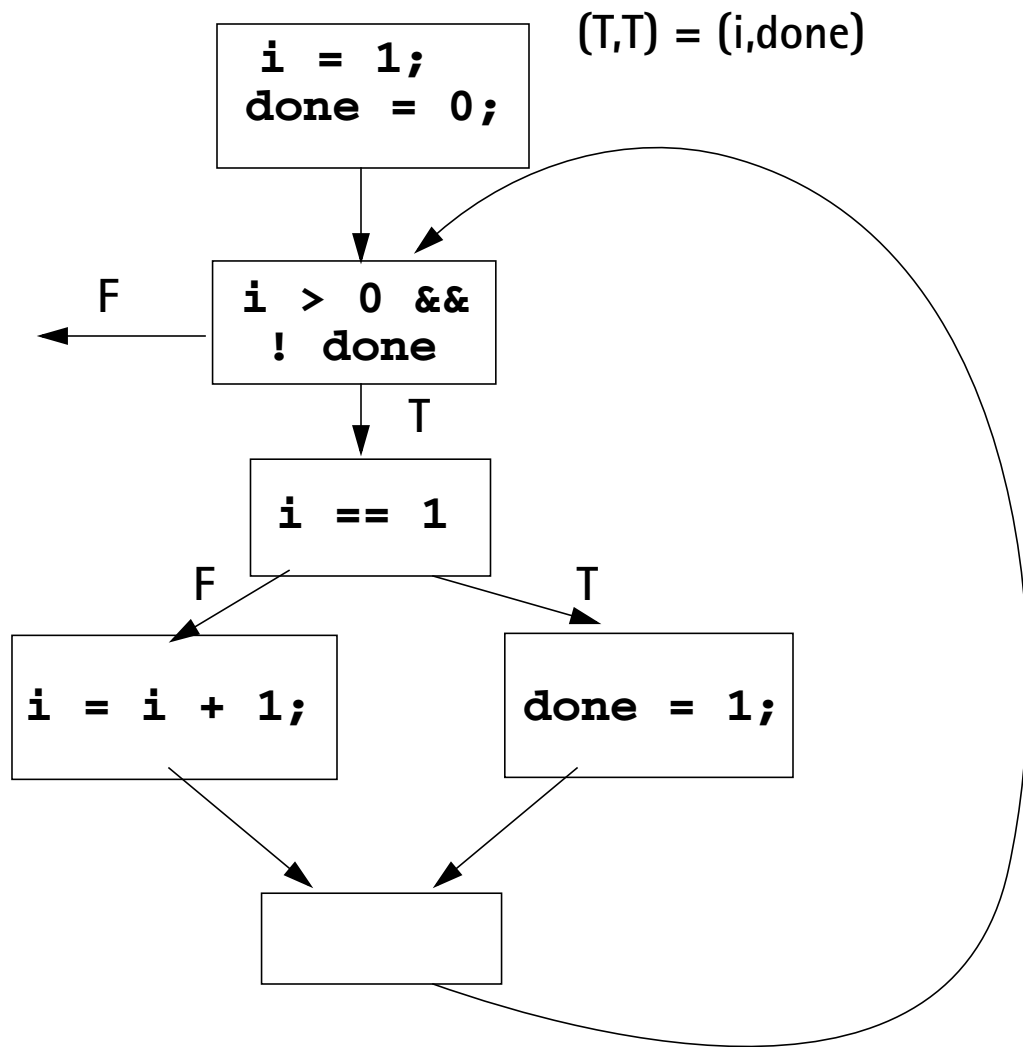 (T,T) = (i,done)
i = 1;
done = 0;
F
i > 0 &&
! done
T
i == 1
F
T
i = i + 1;
done = 1;